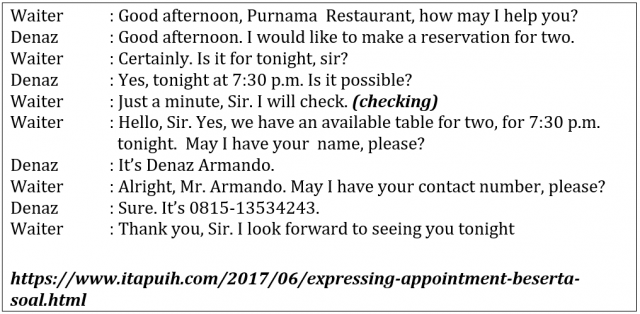 Waiter : Good afternoon, Purnama Restaurant, how may I help you?
Denaz : Good afternoon. I would like to make a reservation for two.
Waiter : Certainly. Is it for tonight, sir?
Denaz : Yes, tonight at 7:30 p.m. Is it possible?
Waiter : Just a minute, Sir. I will check. (checking)
Waiter : Hello, Sir. Yes, we have an available table for two, for 7:30 p.m.
tonight. May I have your name, please?
Denaz : It's Denaz Armando.
Waiter : Alright, Mr. Armando. May I have your contact number, please?
Denaz : Sure. It's 0815-13534243.
Waiter : Thank you, Sir. I look forward to seeing you tonight
https://www.itapuih.com/2017/06/expressing-appointment-beserta-
soal.html